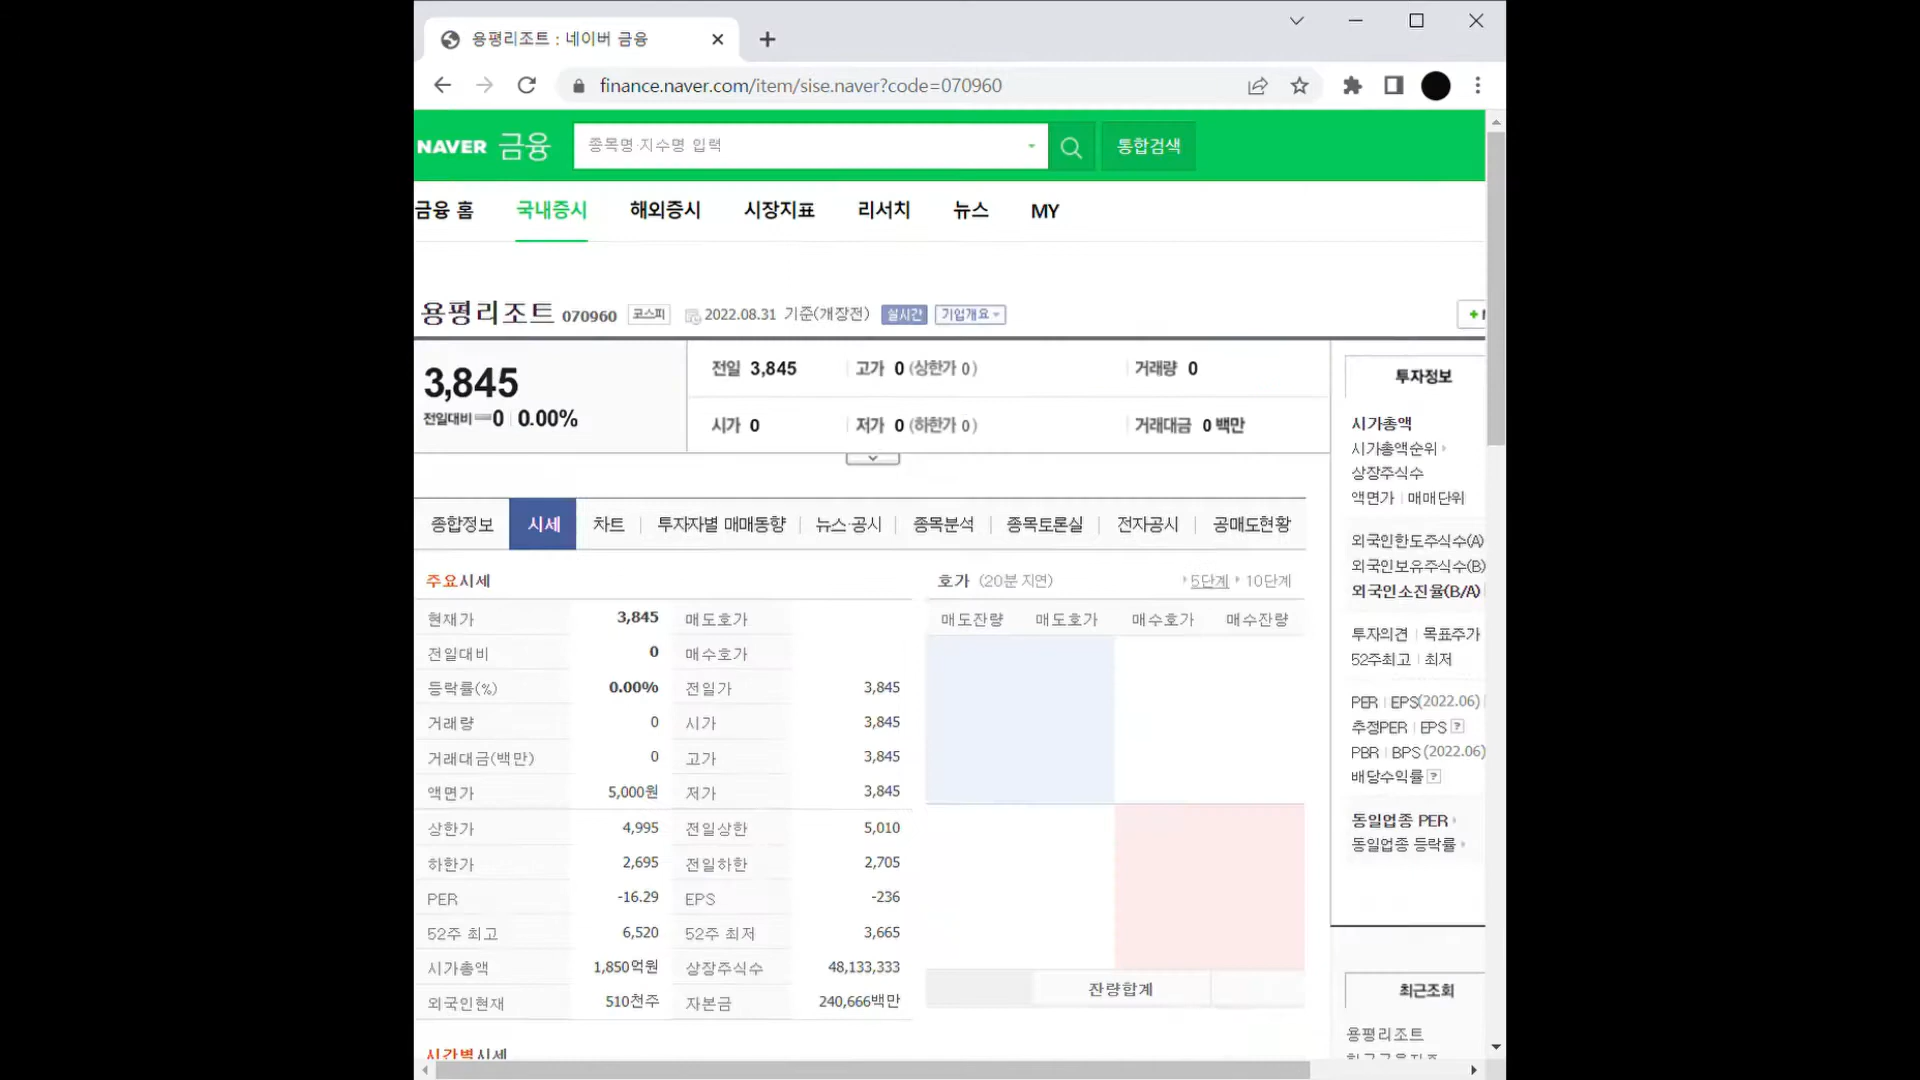 용평리조트 : 네이버 금융
finance.naver.com/item/sise.naver?code=070960
NAVER 금융 종목명·지수명 입력 통합검색
금융 홈 국내증시 해외증시 시장지표 리서치 뉴스 MY
용평리조트 070960 코스피 2022.08.31 기준(개장전) 실시간 기업개요
3,845
전일대비 0 0.00%
전일 3,845 고가 0 (상한가 0) 거래량 0
시가 0 저가 0 (하한가 0) 거래대금 0 백만
종합정보 시세 차트 투자자별 매매동향 뉴스·공시 종목분석 종목토론실 전자공시 공매도현황
주요시세
현재가 3,845 매도호가
전일대비 0 매수호가
등락률(%) 0.00% 전일가 3,845
거래량 0 시가 3,845
거래대금(백만) 0 고가 3,845
액면가 5,000원 저가 3,845
상한가 4,995 전일상한 5,010
하한가 2,695 전일하한 2,705
PER -16.29 EPS -236
52주 최고 6,520 52주 최저 3,665
시가총액 1,850억원 상장주식수 48,133,333
외국인현재 510천주 자본금 240,666백만
시간별시세
호가 (20분 지연) 5단계 10단계
매도잔량 매도호가 매수호가 매수잔량
잔량합계
투자정보
시가총액
시가총액순위
상장주식수
액면가 매매단위
외국인한도주식수(A)
외국인보유주식수(B)
외국인소진율(B/A)
투자의견 목표주가
52주최고 최저
PER EPS(2022.06)
추정PER EPS
PBR BPS (2022.06)
배당수익률
동일업종 PER
동일업종 등락률
최근조회
용평리조트